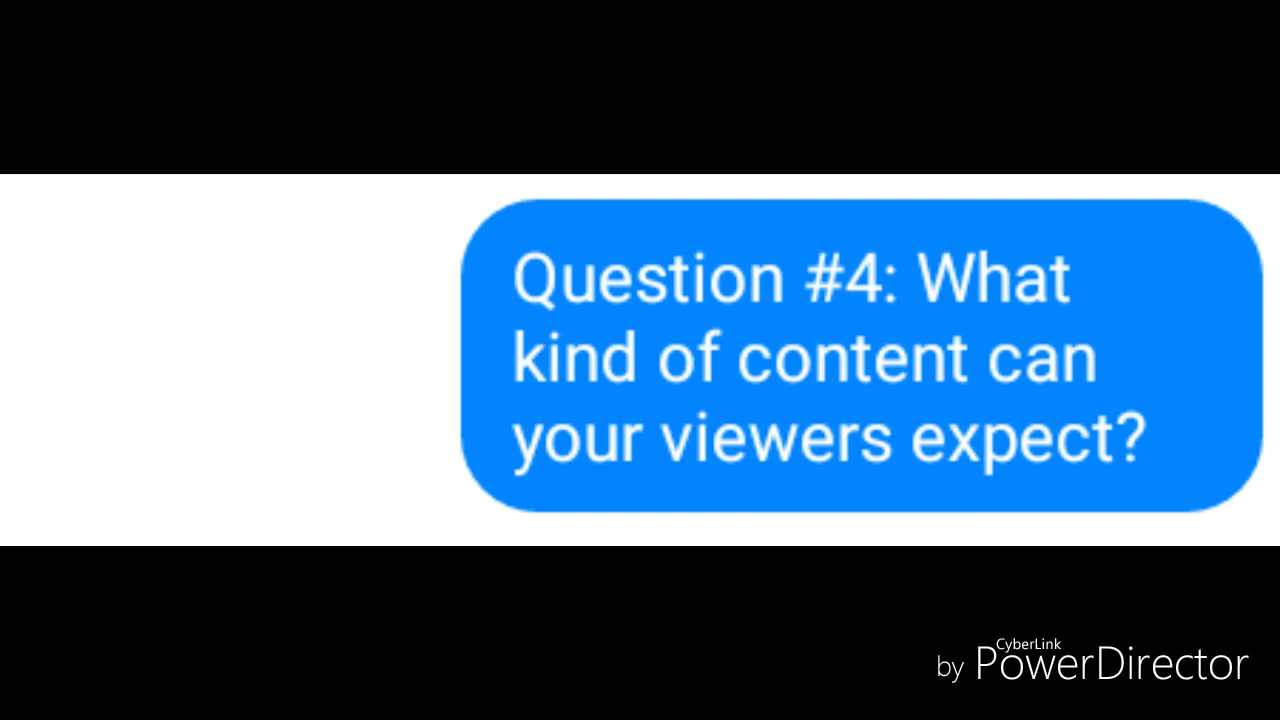 Question #4: What
kind of content can
your viewers expect?
CyberLink
by PowerDirector